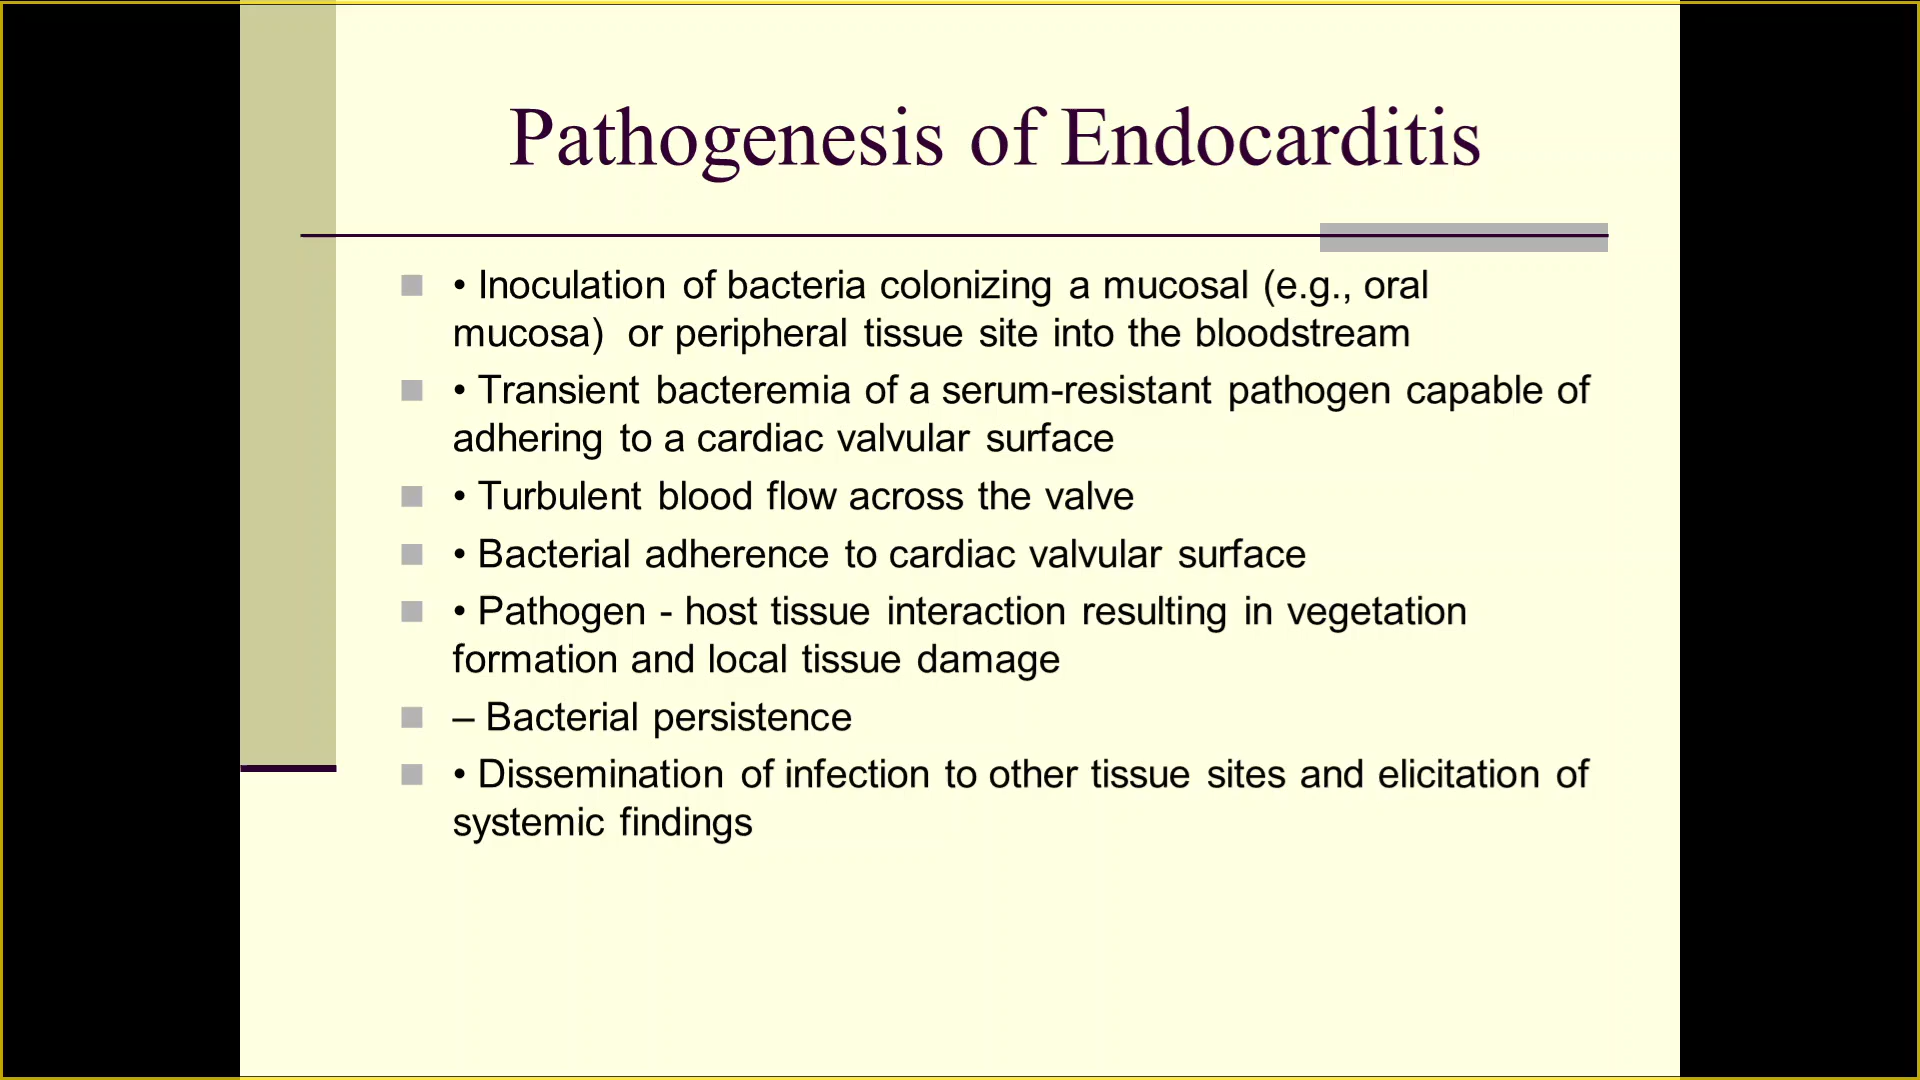 Pathogenesis of Endocarditis
• Inoculation of bacteria colonizing a mucosal (e.g., oral
mucosa) or peripheral tissue site into the bloodstream
• Transient bacteremia of a serum-resistant pathogen capable of
adhering to a cardiac valvular surface
• Turbulent blood flow across the valve
• Bacterial adherence to cardiac valvular surface
• Pathogen - host tissue interaction resulting in vegetation
formation and local tissue damage
– Bacterial persistence
• Dissemination of infection to other tissue sites and elicitation of
systemic findings